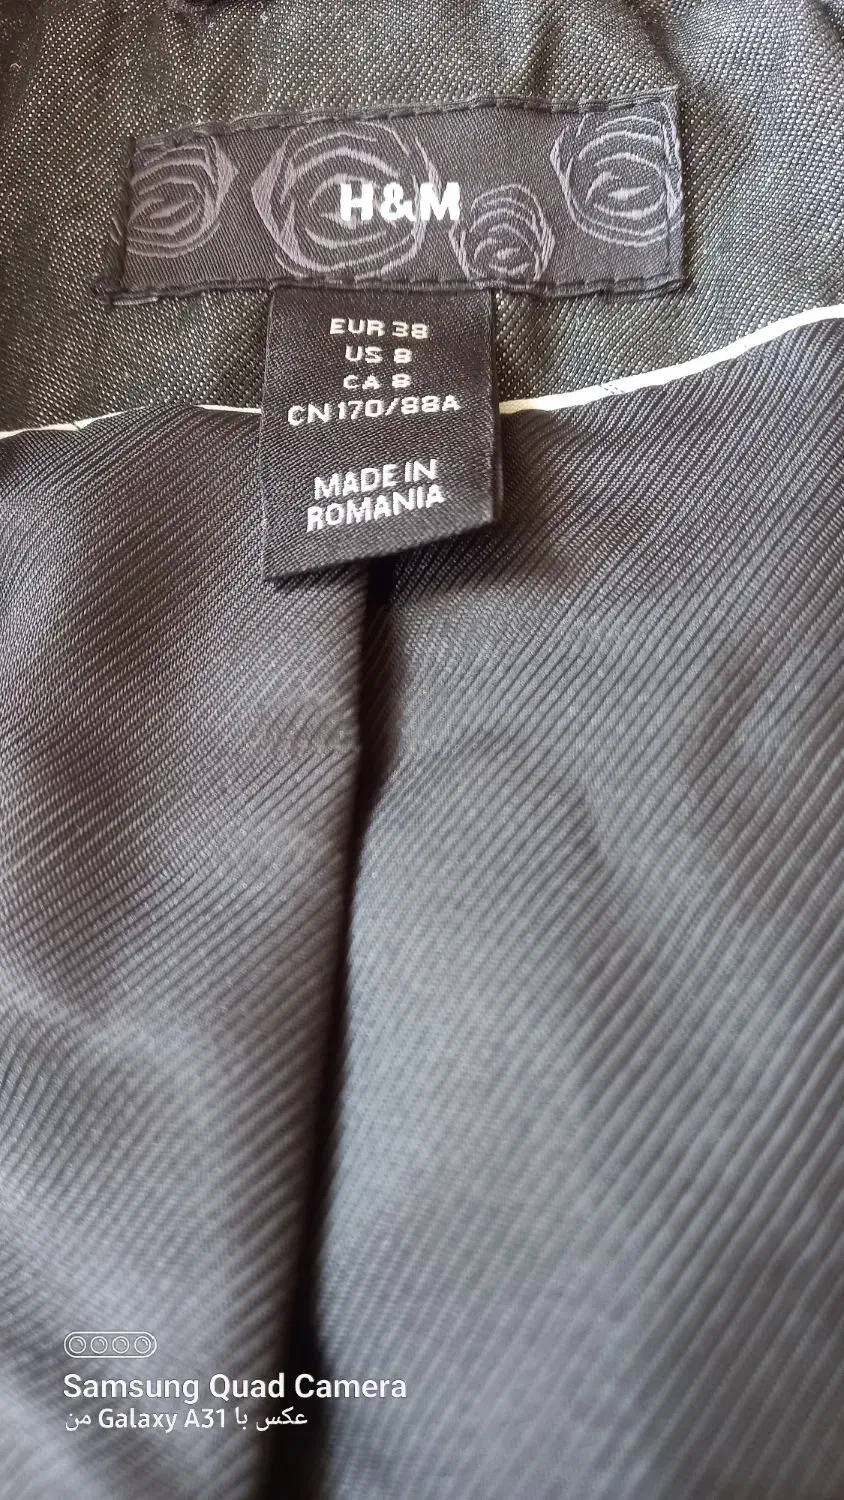 H&M
EUR 38
US 8
CA 8
CN 170/88A
MADE IN
ROMANIA
Samsung Quad Camera
عکس با Galaxy A31 من